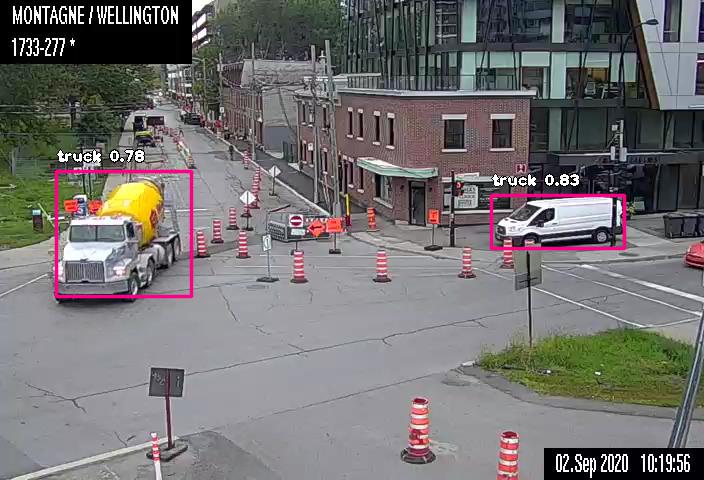 MONTAGNE / WELLINGTON
1733-277 *
truck 0.78
truck 0.83
02.Sep 2020 10:19:56